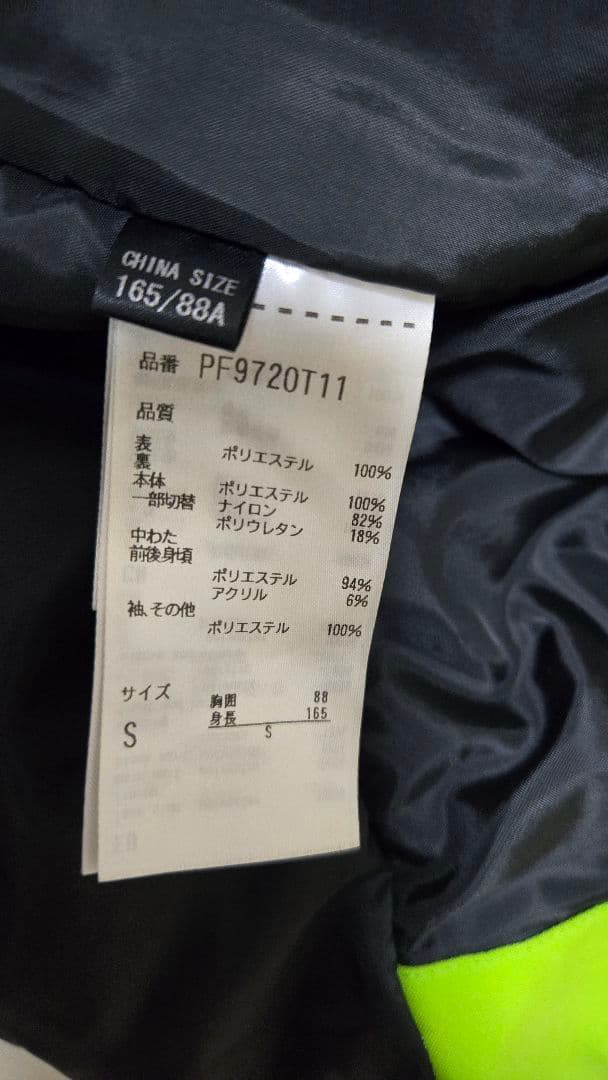 CHINA SIZE
165/88A
品番 PF9720T11
品質
表 ポリエステル 100%
裏
本体 ポリエステル 100%
一部切替 ナイロン 82%
ポリウレタン 18%
中わた
前後身頃 ポリエステル 94%
アクリル 6%
袖、その他
ポリエステル 100%
サイズ 胸囲 88
身長 165
S S